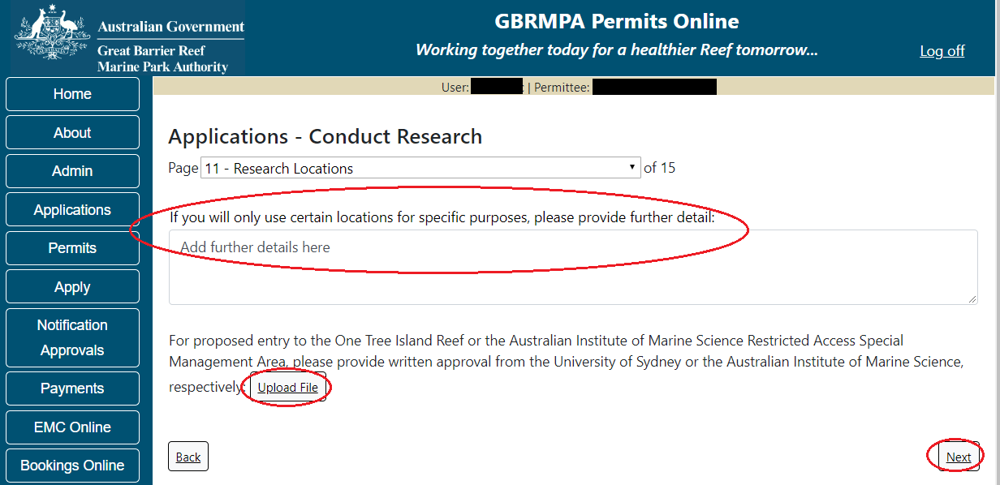 Australian Government
Great Barrier Reef
Marine Park Authority
GBRMPA Permits Online
Working together today for a healthier Reef tomorrow...
Log off
User: | Permittee:
Home
About
Admin
Applications
Permits
Apply
Notification
Approvals
Payments
EMC Online
Bookings Online
Applications - Conduct Research
Page 11 - Research Locations of 15
If you will only use certain locations for specific purposes, please provide further detail:
Add further details here
For proposed entry to the One Tree Island Reef or the Australian Institute of Marine Science Restricted Access Special
Management Area, please provide written approval from the University of Sydney or the Australian Institute of Marine Science,
respectively: Upload File
Back
Next